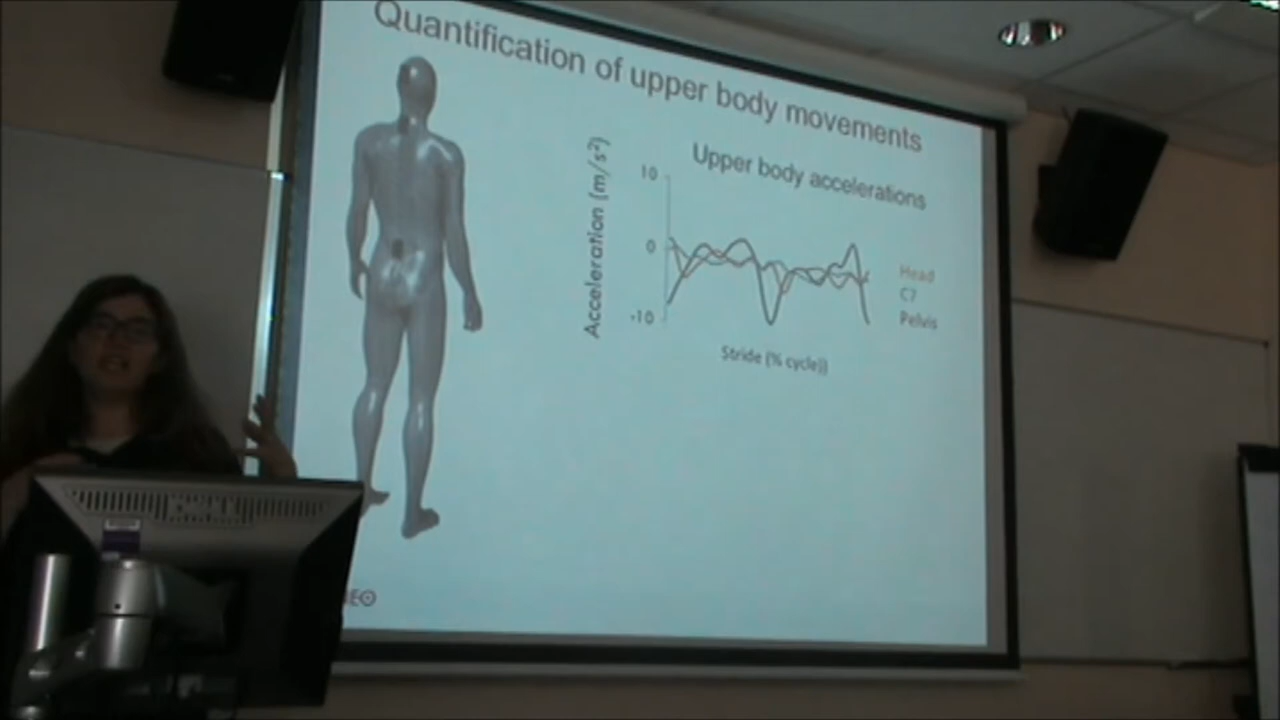 Quantification of upper body movements
Upper body accelerations
Acceleration (m/s²)
10
0
-10
Head
C7
Pelvis
Stride (% cycle))